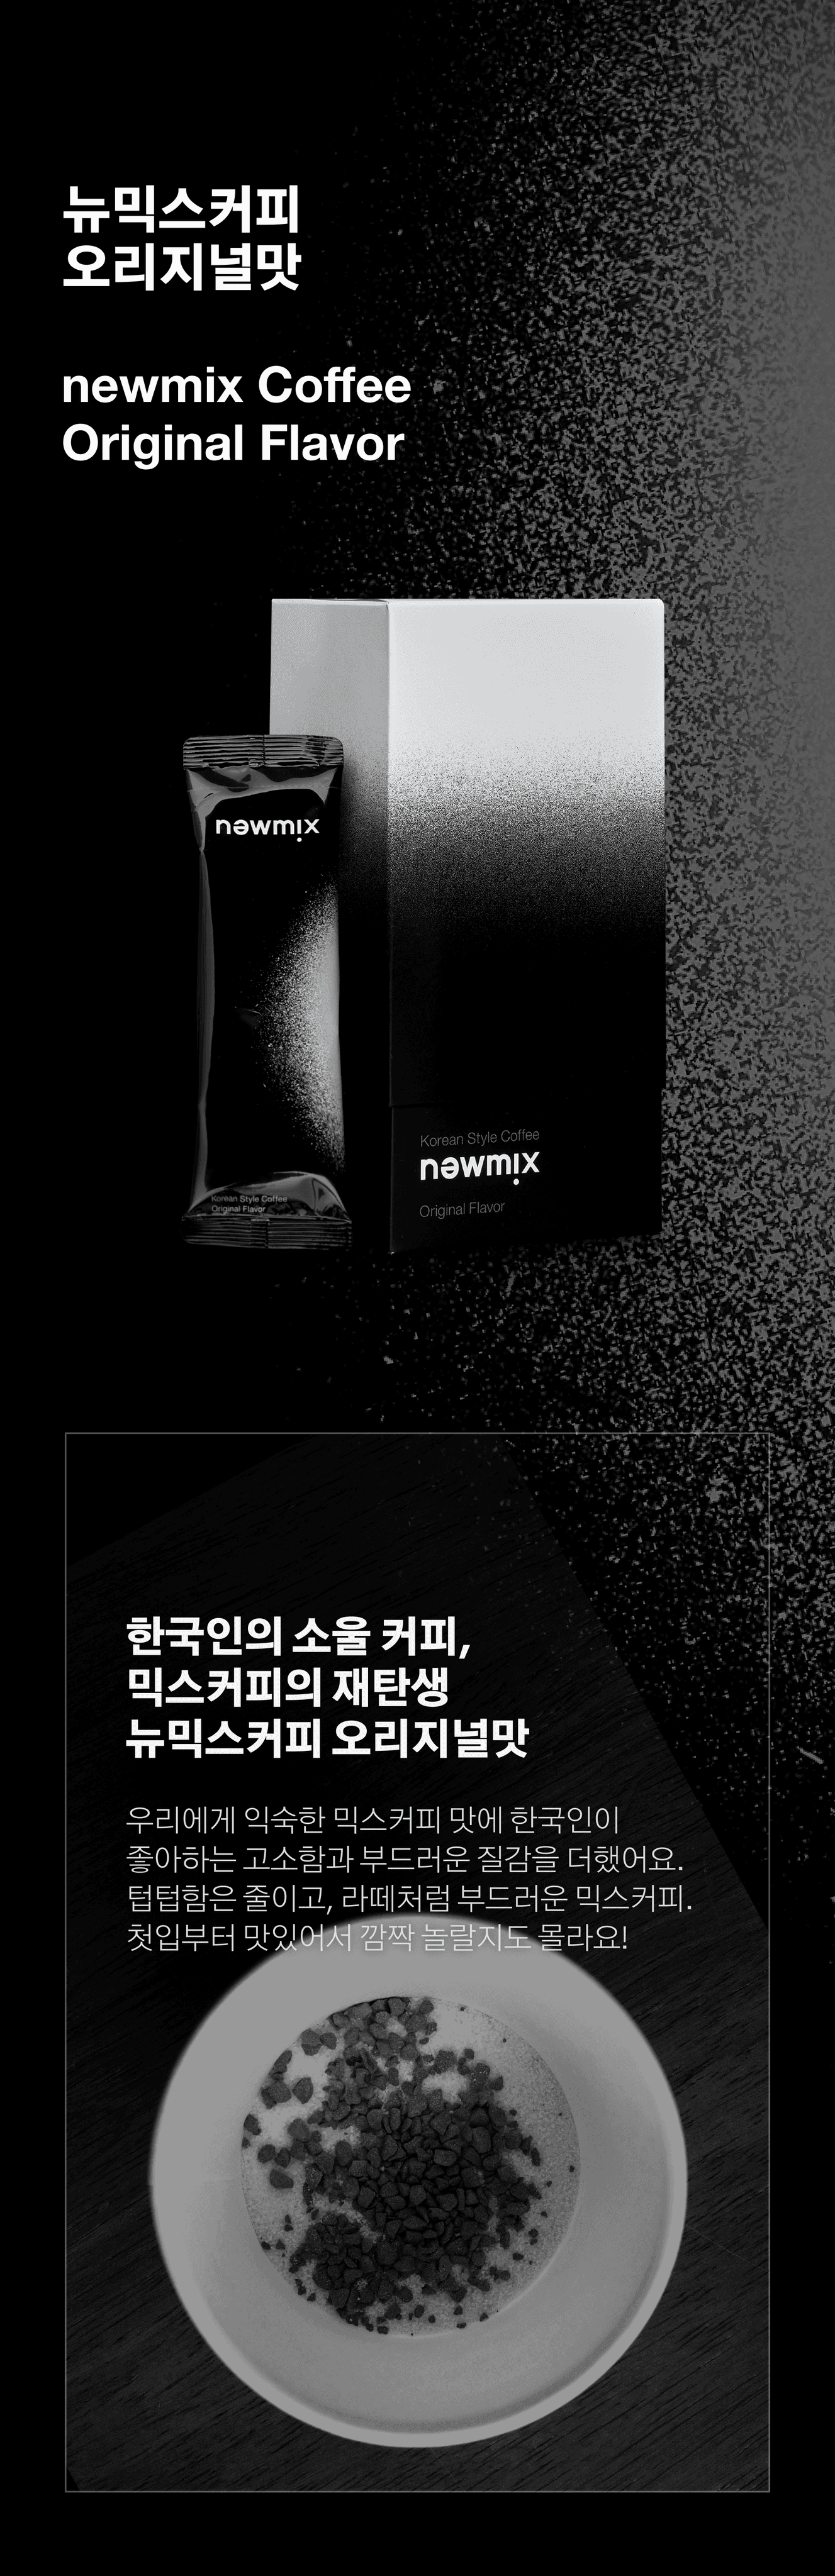 뉴믹스커피
오리지널맛
newmix Coffee
Original Flavor
newmix
Korean Style Coffee
Original Flavor
Korean Style Coffee
newmix
Original Flavor
한국인의 소울 커피,
믹스커피의 재탄생
뉴믹스커피 오리지널맛
우리에게 익숙한 믹스커피 맛에 한국인이
좋아하는 고소함과 부드러운 질감을 더했어요.
텁텁함은 줄이고, 라떼처럼 부드러운 믹스커피.
첫입부터 맛있어서 깜짝 놀랄지도 몰라요!